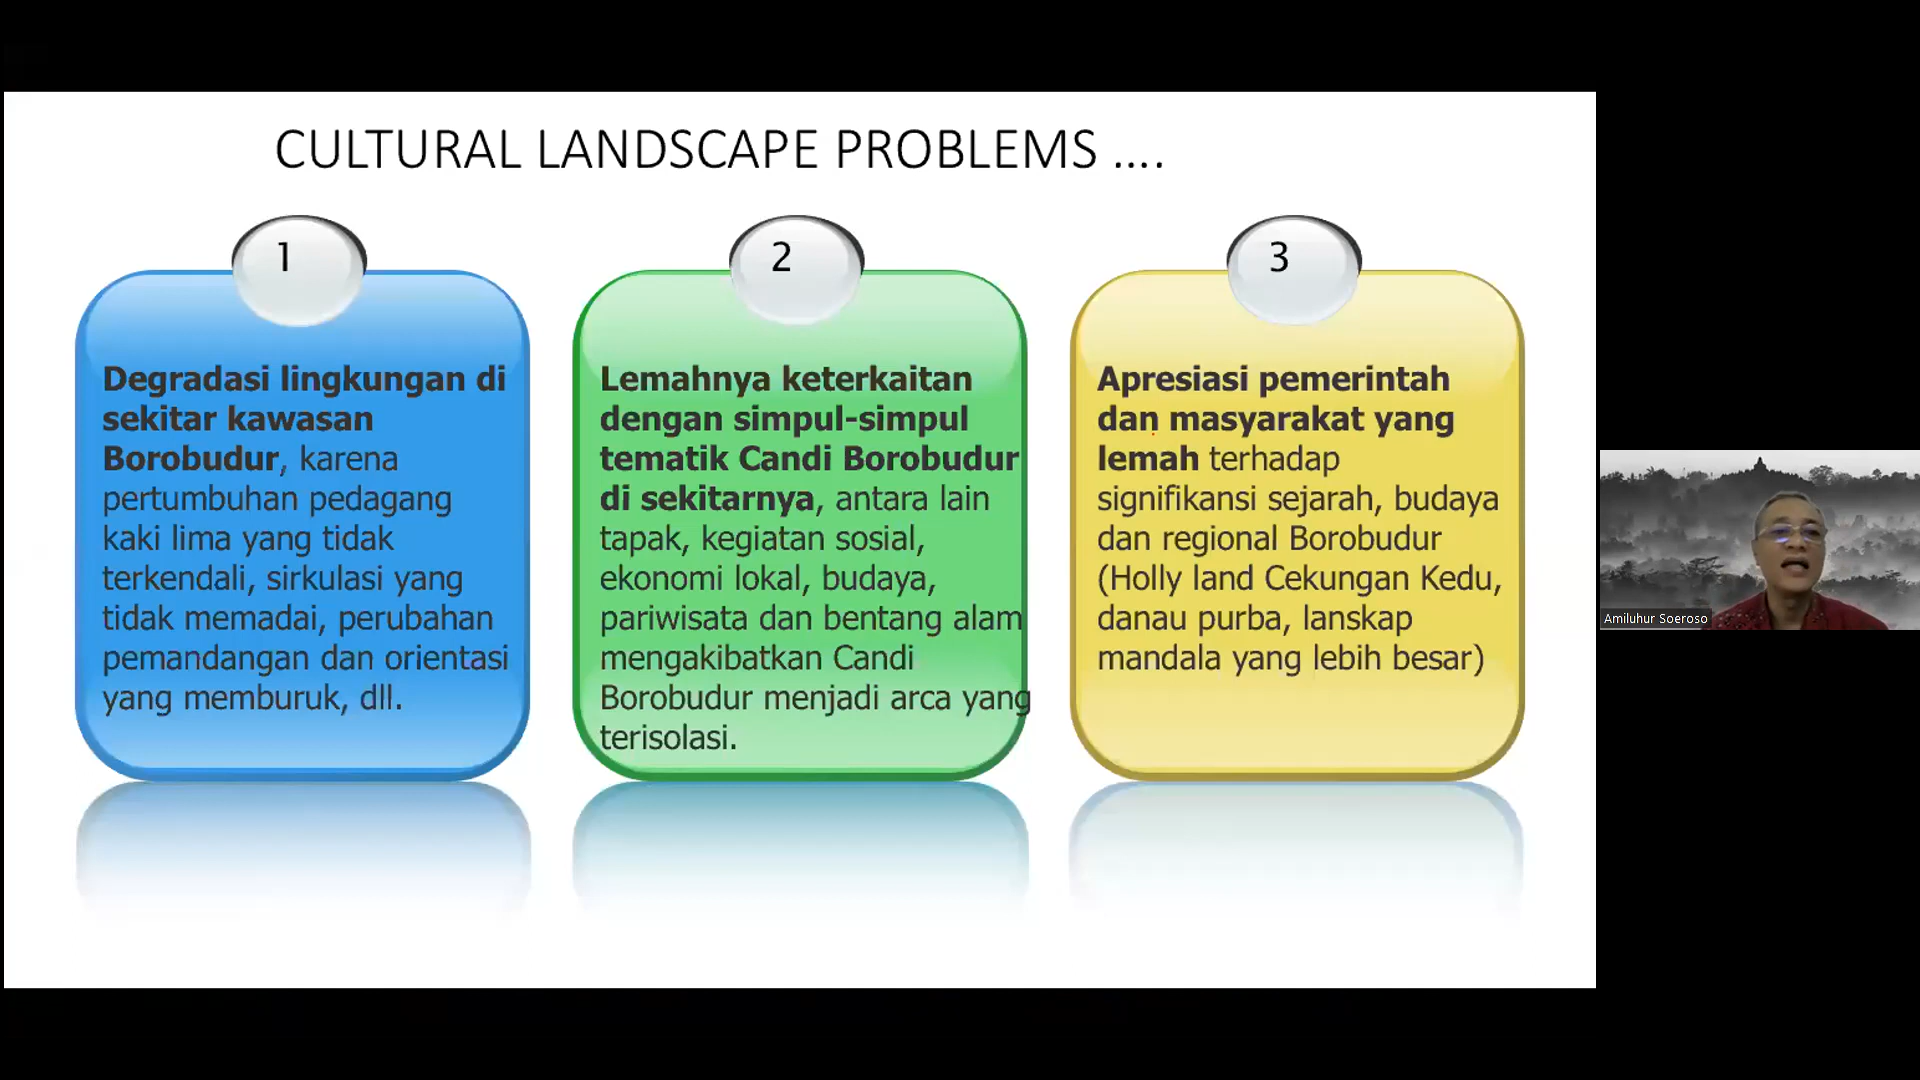 CULTURAL LANDSCAPE PROBLEMS ....
1
Degradasi lingkungan di
sekitar kawasan
Borobudur, karena
pertumbuhan pedagang
kaki lima yang tidak
terkendali, sirkulasi yang
tidak memadai, perubahan
pemandangan dan orientasi
yang memburuk, dll.
2
Lemahnya keterkaitan
dengan simpul-simpul
tematik Candi Borobudur
di sekitarnya, antara lain
tapak, kegiatan sosial,
ekonomi lokal, budaya,
pariwisata dan bentang alam
mengakibatkan Candi
Borobudur menjadi arca yang
terisolasi.
3
Apresiasi pemerintah
dan masyarakat yang
lemah terhadap
signifikansi sejarah, budaya
dan regional Borobudur
(Holly land Cekungan Kedu,
danau purba, lanskap
mandala yang lebih besar)
Amiluhur Soeroso